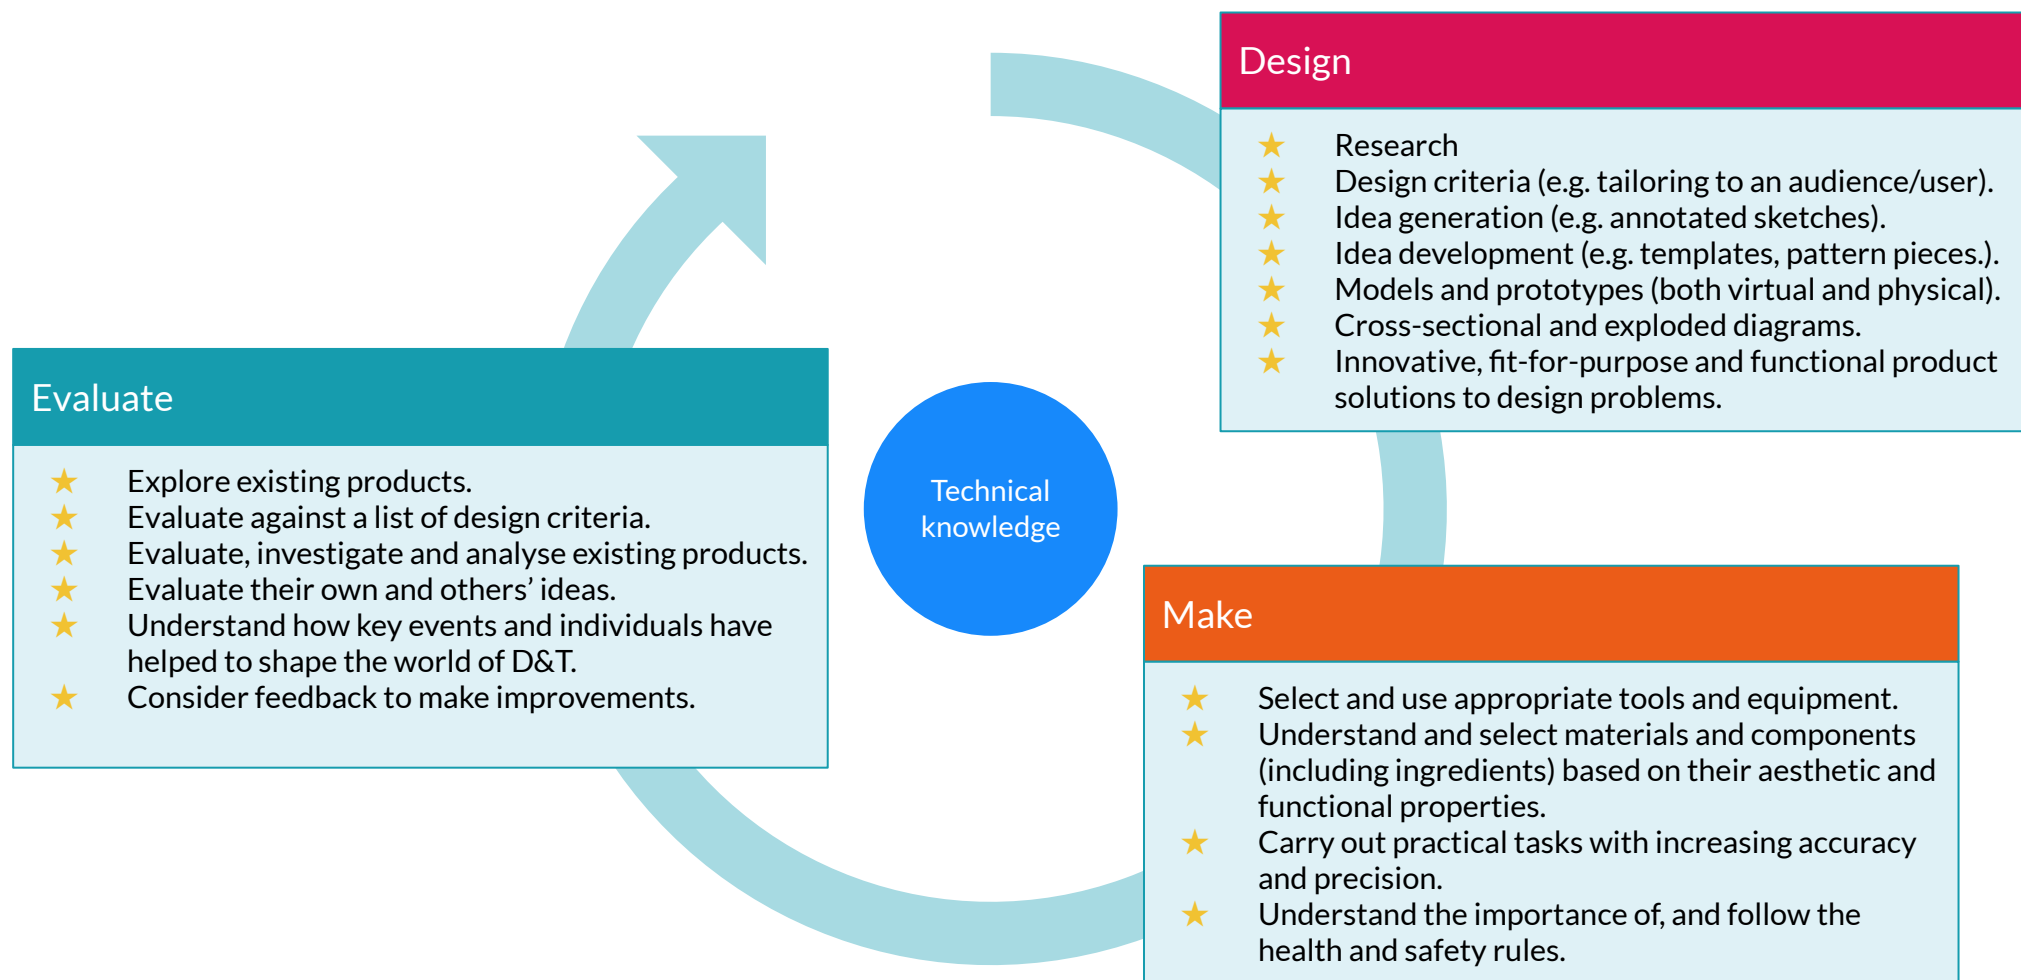 Design
★ Research
★ Design criteria (e.g. tailoring to an audience/user).
★ Idea generation (e.g. annotated sketches).
★ Idea development (e.g. templates, pattern pieces.).
★ Models and prototypes (both virtual and physical).
★ Cross-sectional and exploded diagrams.
★ Innovative, fit-for-purpose and functional product
solutions to design problems.
Make
★ Select and use appropriate tools and equipment.
★ Understand and select materials and components
(including ingredients) based on their aesthetic and
functional properties.
★ Carry out practical tasks with increasing accuracy
and precision.
★ Understand the importance of, and follow the
health and safety rules.
Evaluate
★ Explore existing products.
★ Evaluate against a list of design criteria.
★ Evaluate, investigate and analyse existing products.
★ Evaluate their own and others’ ideas.
★ Understand how key events and individuals have
helped to shape the world of D&T.
★ Consider feedback to make improvements.
Technical
knowledge